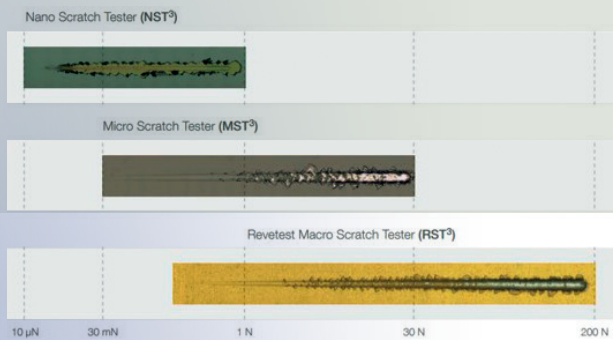 Nano Scratch Tester (NST³)
Micro Scratch Tester (MST³)
Revetest Macro Scratch Tester (RST³)
10 µN 30 mN 1 N 30 N 200 N